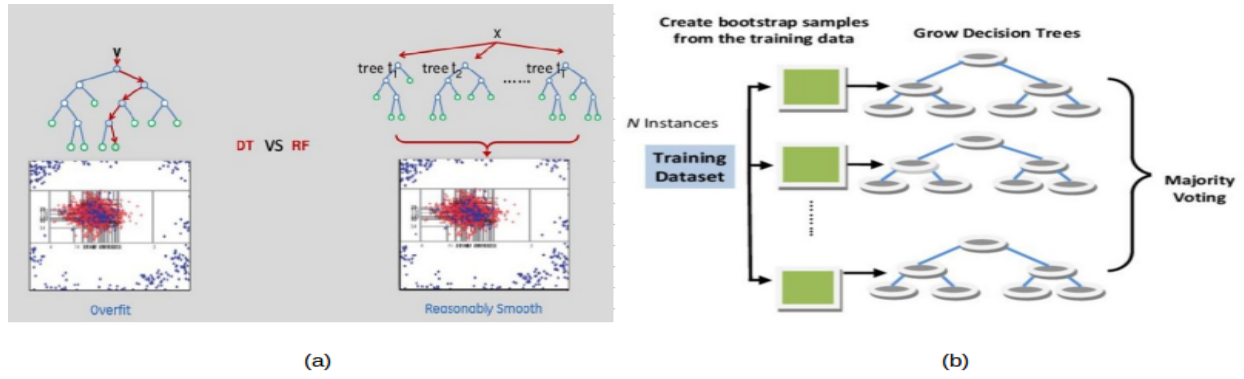 V
DT VS RF
Overfit
X
tree t1 tree t2 ...... tree tT
Reasonably Smooth
(a)
Create bootstrap samples
from the training data
Grow Decision Trees
N Instances
Training
Dataset
Majority
Voting
(b)